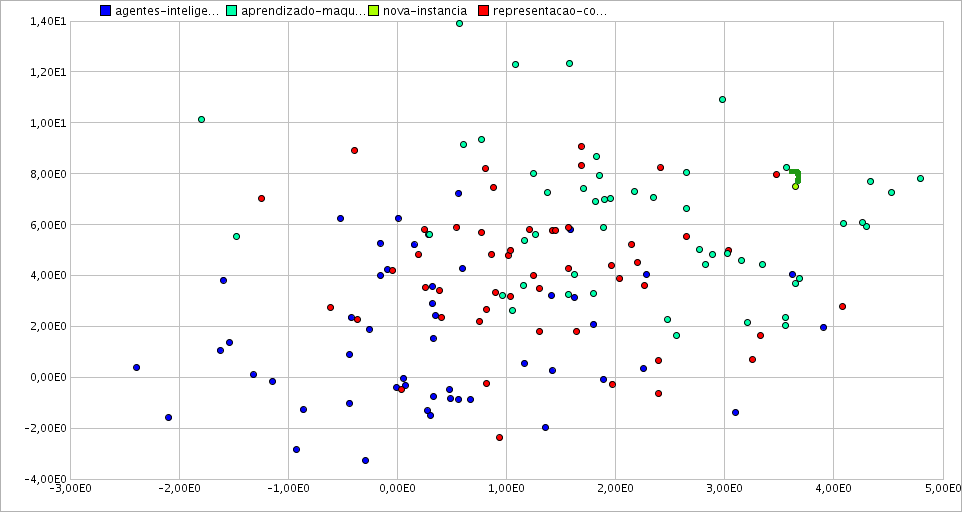 agentes-intelige... aprendizado-maqu... nova-instancia representacao-co...
1,40E1
1,20E1
1,00E1
8,00E0
6,00E0
4,00E0
2,00E0
0,00E0
-2,00E0
-4,00E0
-3,00E0 -2,00E0 -1,00E0 0,00E0 1,00E0 2,00E0 3,00E0 4,00E0 5,00E0